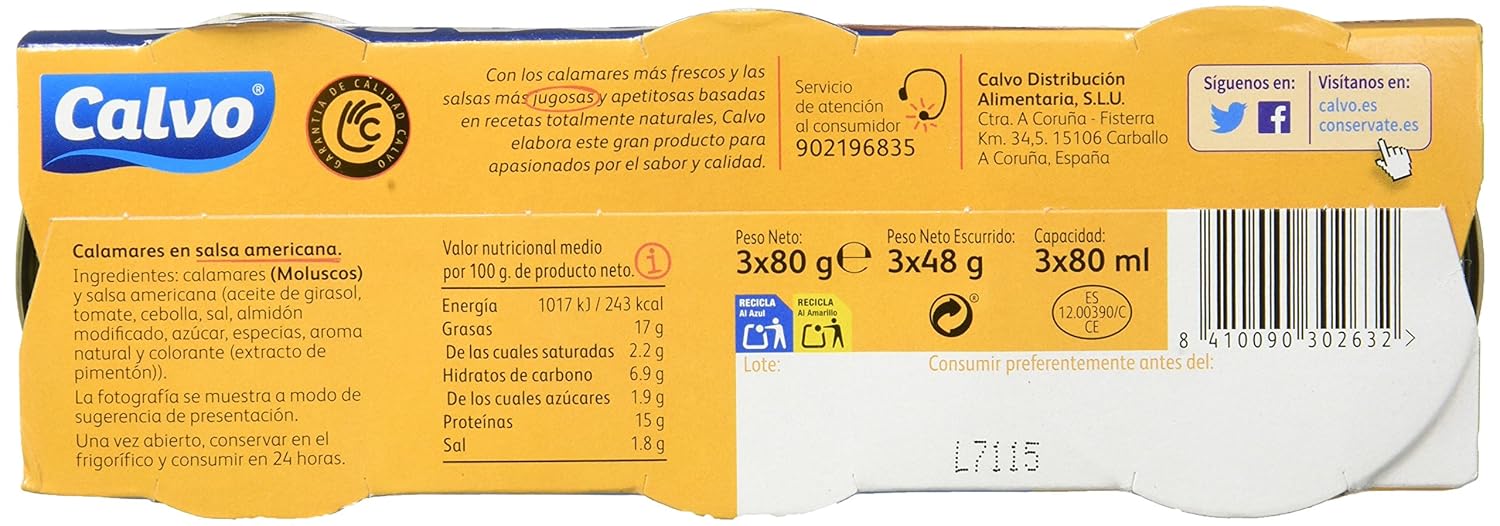 Calvo®
GARANTIA DE CALIDAD CALVO
Con los calamares más frescos y las
salsas más jugosas y apetitosas basadas
en recetas totalmente naturales, Calvo
elabora este gran producto para
apasionados por el sabor y calidad.
Servicio
de atención
al consumidor
902196835
Calvo Distribución
Alimentaria, S.L.U.
Ctra. A Coruña - Fisterra
Km. 34,5. 15106 Carballo
A Coruña, España
Síguenos en:
Visítanos en:
calvo.es
conservate.es
Calamares en salsa americana.
Ingredientes: calamares (Moluscos)
y salsa americana (aceite de girasol,
tomate, cebolla, sal, almidón
modificado, azúcar, especias, aroma
natural y colorante (extracto de
pimentón)).
La fotografía se muestra a modo de
sugerencia de presentación.
Una vez abierto, conservar en el
frigorífico y consumir en 24 horas.
Valor nutricional medio
por 100 g. de producto neto. i
Energía 1017 kJ / 243 kcal
Grasas 17 g
De las cuales saturadas 2.2 g
Hidratos de carbono 6.9 g
De los cuales azúcares 1.9 g
Proteínas 15 g
Sal 1.8 g
Peso Neto:
3x80 g e
Peso Neto Escurrido:
3x48 g
Capacidad:
3x80 ml
RECICLA
Al Azul
RECICLA
Al Amarillo
®
ES
12.00390/C
CE
8 410090 302632 >
Lote:
Consumir preferentemente antes del:
L7115